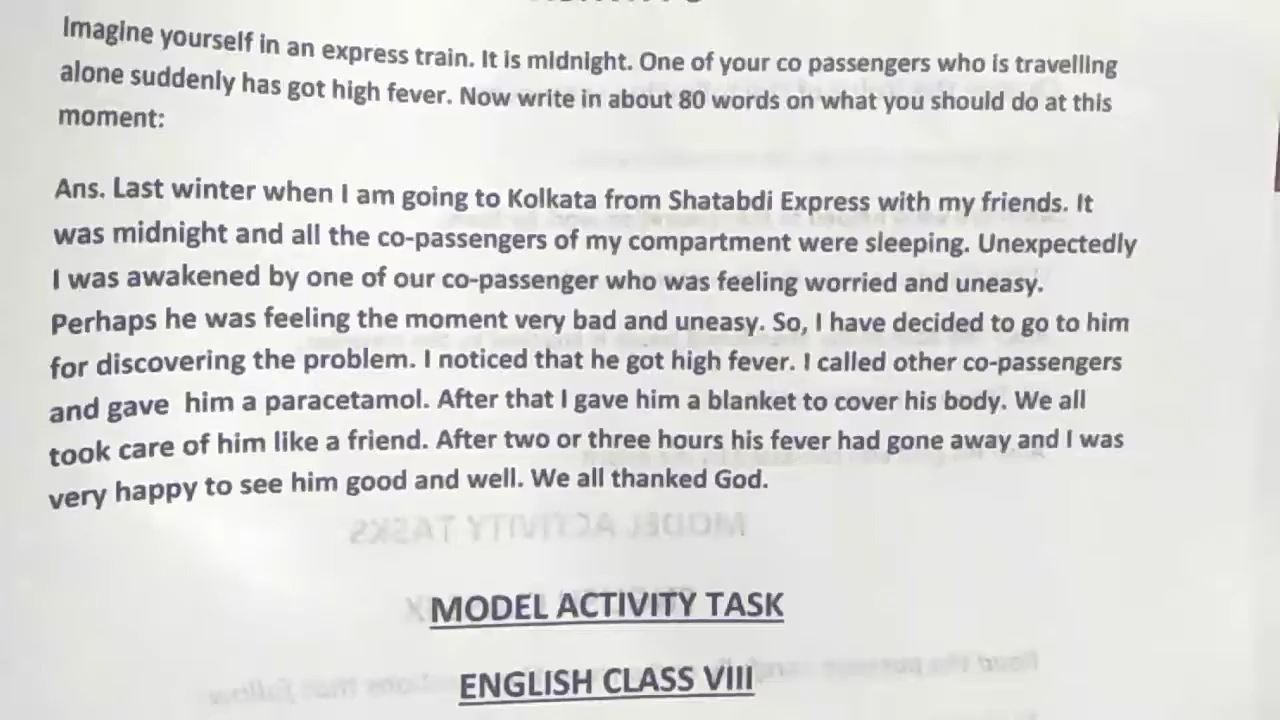 Imagine yourself in an express train. It is midnight. One of your co passengers who is travelling
alone suddenly has got high fever. Now write in about 80 words on what you should do at this
moment:
Ans. Last winter when I am going to Kolkata from Shatabdi Express with my friends. It
was midnight and all the co-passengers of my compartment were sleeping. Unexpectedly
I was awakened by one of our co-passenger who was feeling worried and uneasy.
Perhaps he was feeling the moment very bad and uneasy. So, I have decided to go to him
for discovering the problem. I noticed that he got high fever. I called other co-passengers
and gave him a paracetamol. After that I gave him a blanket to cover his body. We all
took care of him like a friend. After two or three hours his fever had gone away and I was
very happy to see him good and well. We all thanked God.
MODEL ACTIVITY TASKS
MODEL ACTIVITY TASK
ENGLISH CLASS VIII